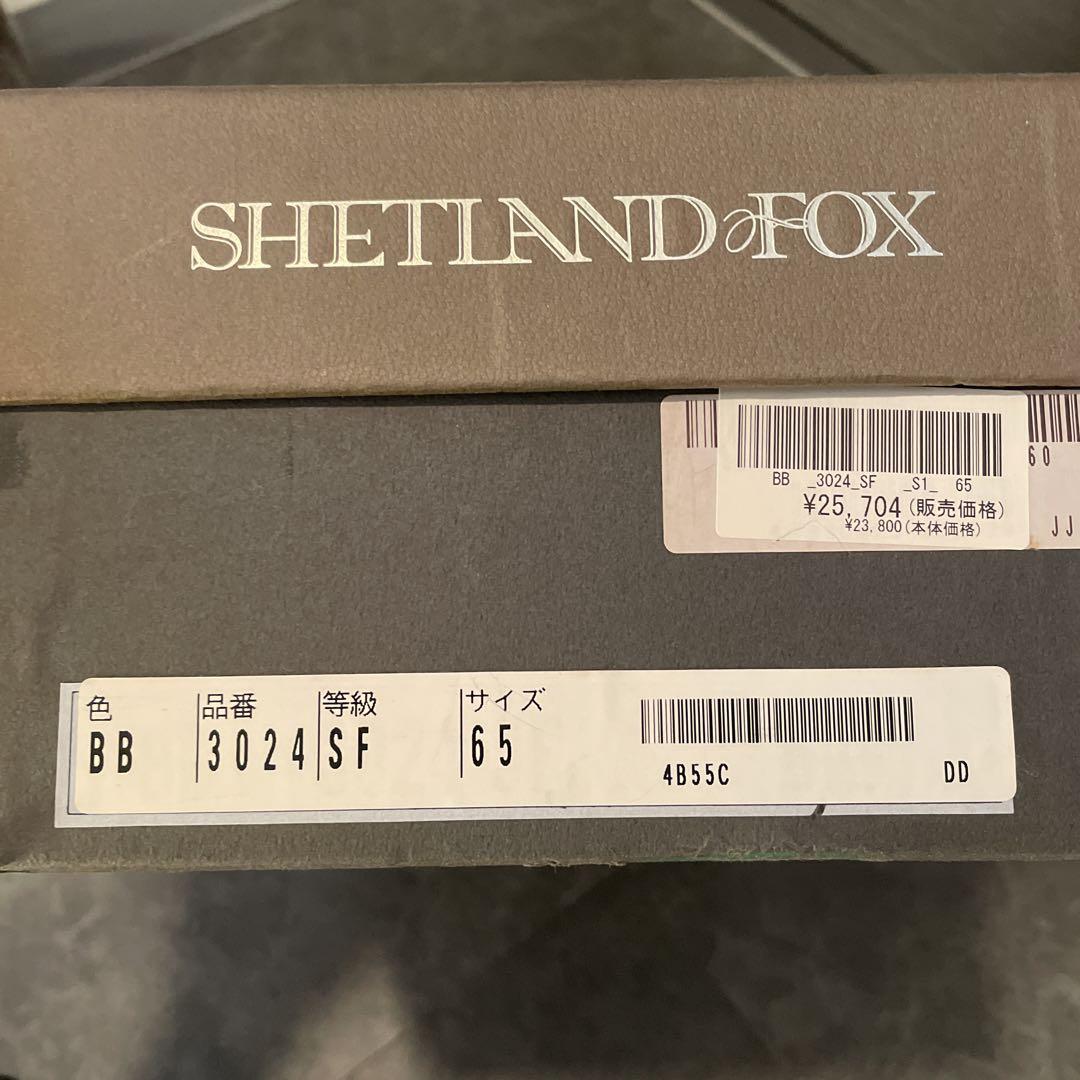 SHETLAND FOX
BB _3024_SF _S1_ 65
60
¥25,704(販売価格)
¥23,800(本体価格)
JJ
色 品番 等級 サイズ
BB 3024 SF 65
4B55C DD